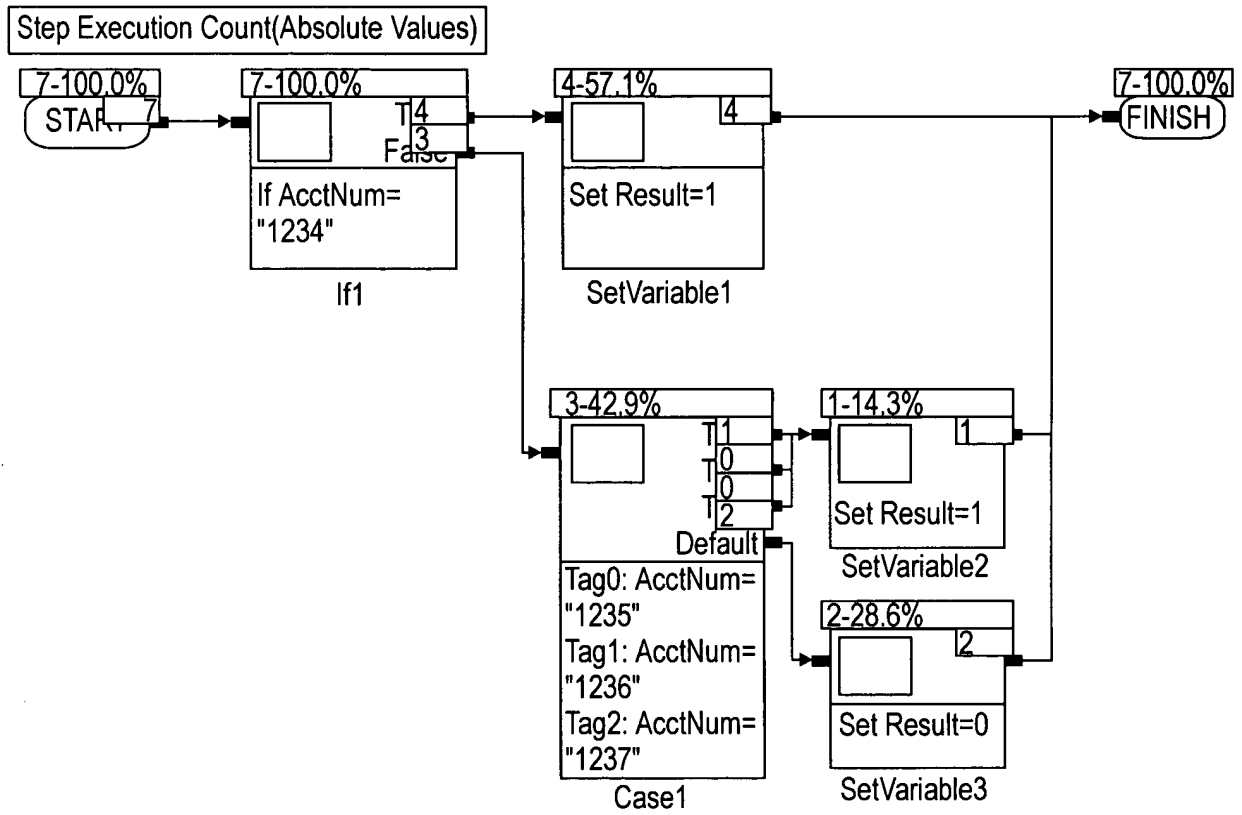 Step Execution Count(Absolute Values)
7-100.0%
7
START
7-100.0%
T 4
3
False
If AcctNum=
"1234"
If1
4-57.1%
4
Set Result=1
SetVariable1
7-100.0%
FINISH
3-42.9%
T 1
T 0
0
T 2
Default
Tag0: AcctNum=
"1235"
Tag1: AcctNum=
"1236"
Tag2: AcctNum=
"1237"
Case1
1-14.3%
1
Set Result=1
SetVariable2
2-28.6%
2
Set Result=0
SetVariable3